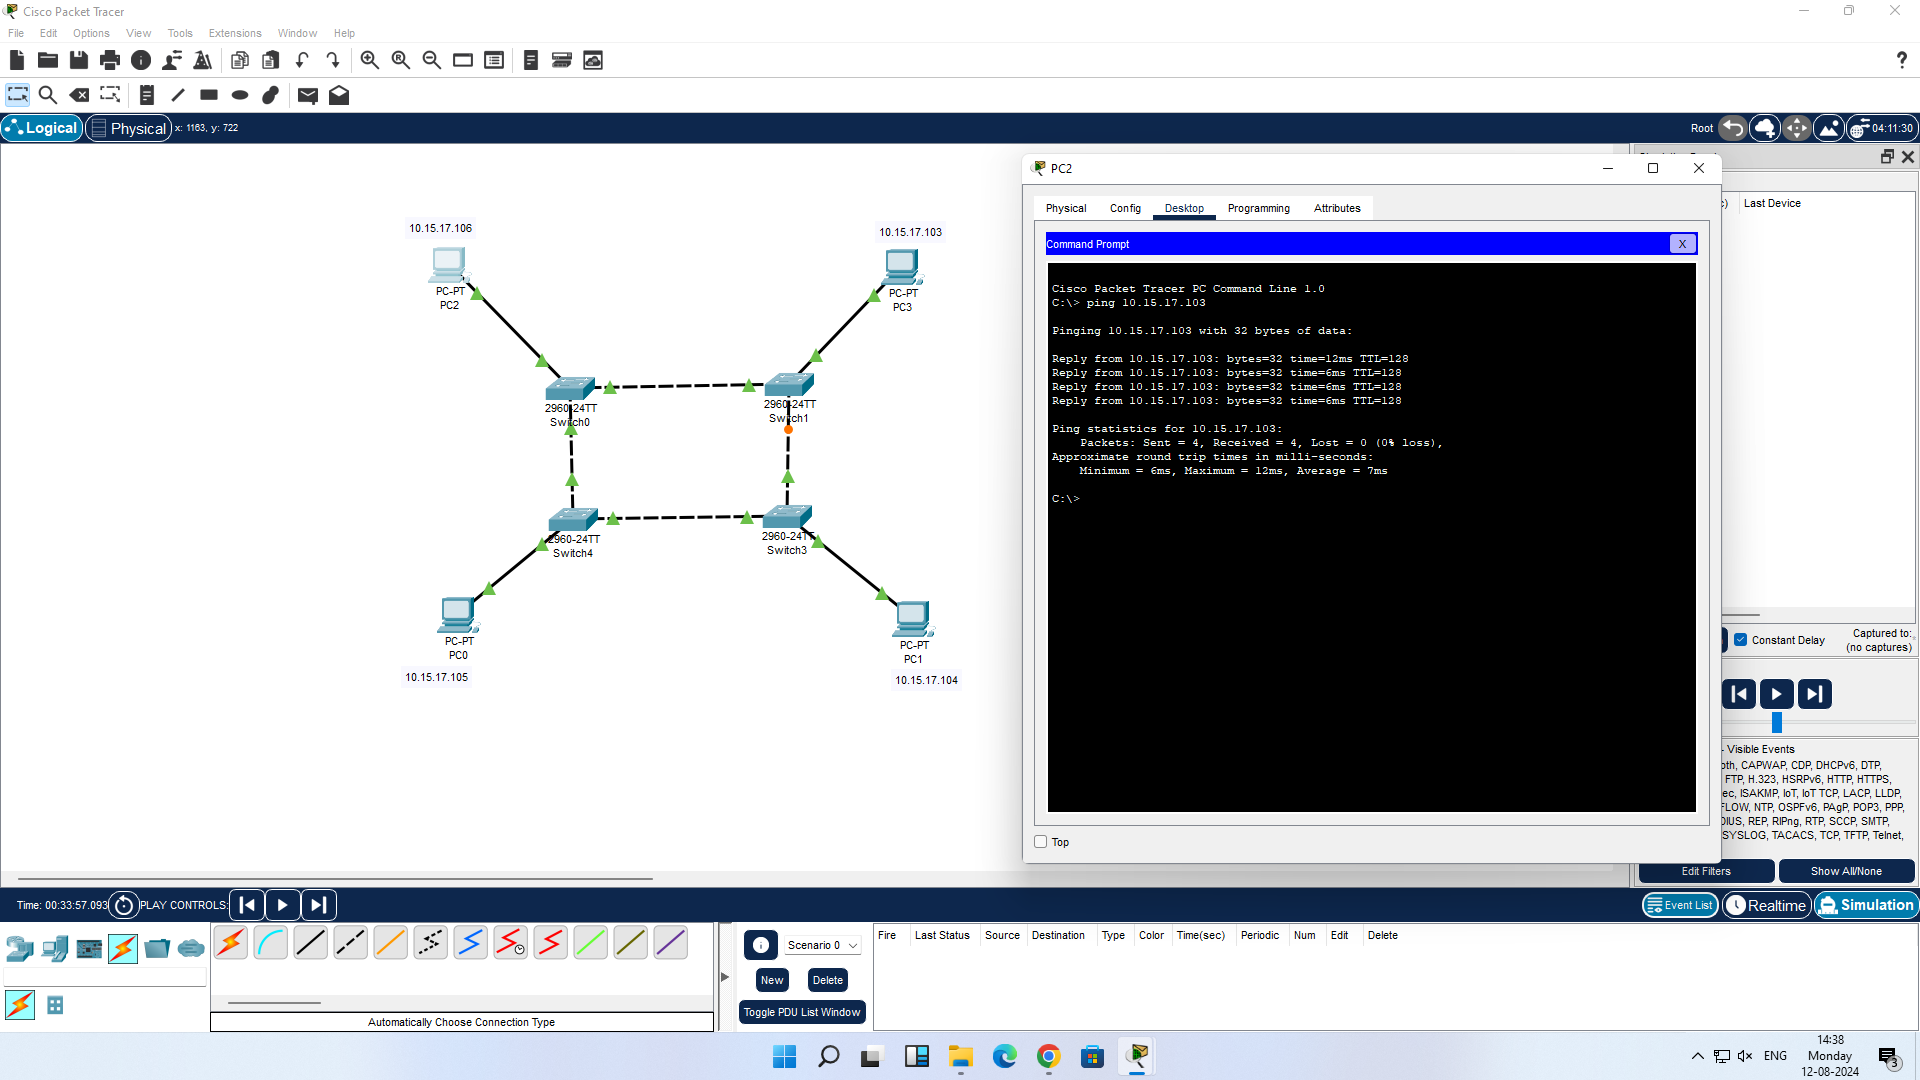 Cisco Packet Tracer
File Edit Options View Tools Extensions Window Help
Logical Physical x: 1163, y: 722
Root 04:11:30
10.15.17.106
PC-PT
PC2
10.15.17.103
PC-PT
PC3
2960-24TT
Switch0
2960-24TT
Switch1
2960-24TT
Switch4
2960-24TT
Switch3
PC-PT
PC0
10.15.17.105
PC-PT
PC1
10.15.17.104
PC2
Physical Config Desktop Programming Attributes
Command Prompt X
Cisco Packet Tracer PC Command Line 1.0
C:\> ping 10.15.17.103
Pinging 10.15.17.103 with 32 bytes of data:
Reply from 10.15.17.103: bytes=32 time=12ms TTL=128
Reply from 10.15.17.103: bytes=32 time=6ms TTL=128
Reply from 10.15.17.103: bytes=32 time=6ms TTL=128
Reply from 10.15.17.103: bytes=32 time=6ms TTL=128
Ping statistics for 10.15.17.103:
Packets: Sent = 4, Received = 4, Lost = 0 (0% loss),
Approximate round trip times in milli-seconds:
Minimum = 6ms, Maximum = 12ms, Average = 7ms
C:\>
Top
Last Device
Constant Delay
Captured to:
(no captures)
- Visible Events
CAPWAP, CDP, DHCPv6, DTP,
FTP, H.323, HSRPv6, HTTP, HTTPS,
ISAKMP, IoT, IoT TCP, LACP, LLDP,
NTP, OSPFv6, PAgP, POP3, PPP,
REP, RIPng, RTP, SCCP, SMTP,
SYSLOG, TACACS, TCP, TFTP, Telnet,
Edit Filters Show All/None
Time: 00:33:57.093 PLAY CONTROLS:
Event List Realtime Simulation
Automatically Choose Connection Type
Scenario 0
New Delete
Toggle PDU List Window
Fire Last Status Source Destination Type Color Time(sec) Periodic Num Edit Delete
ENG
14:38
Monday
12-08-2024
3